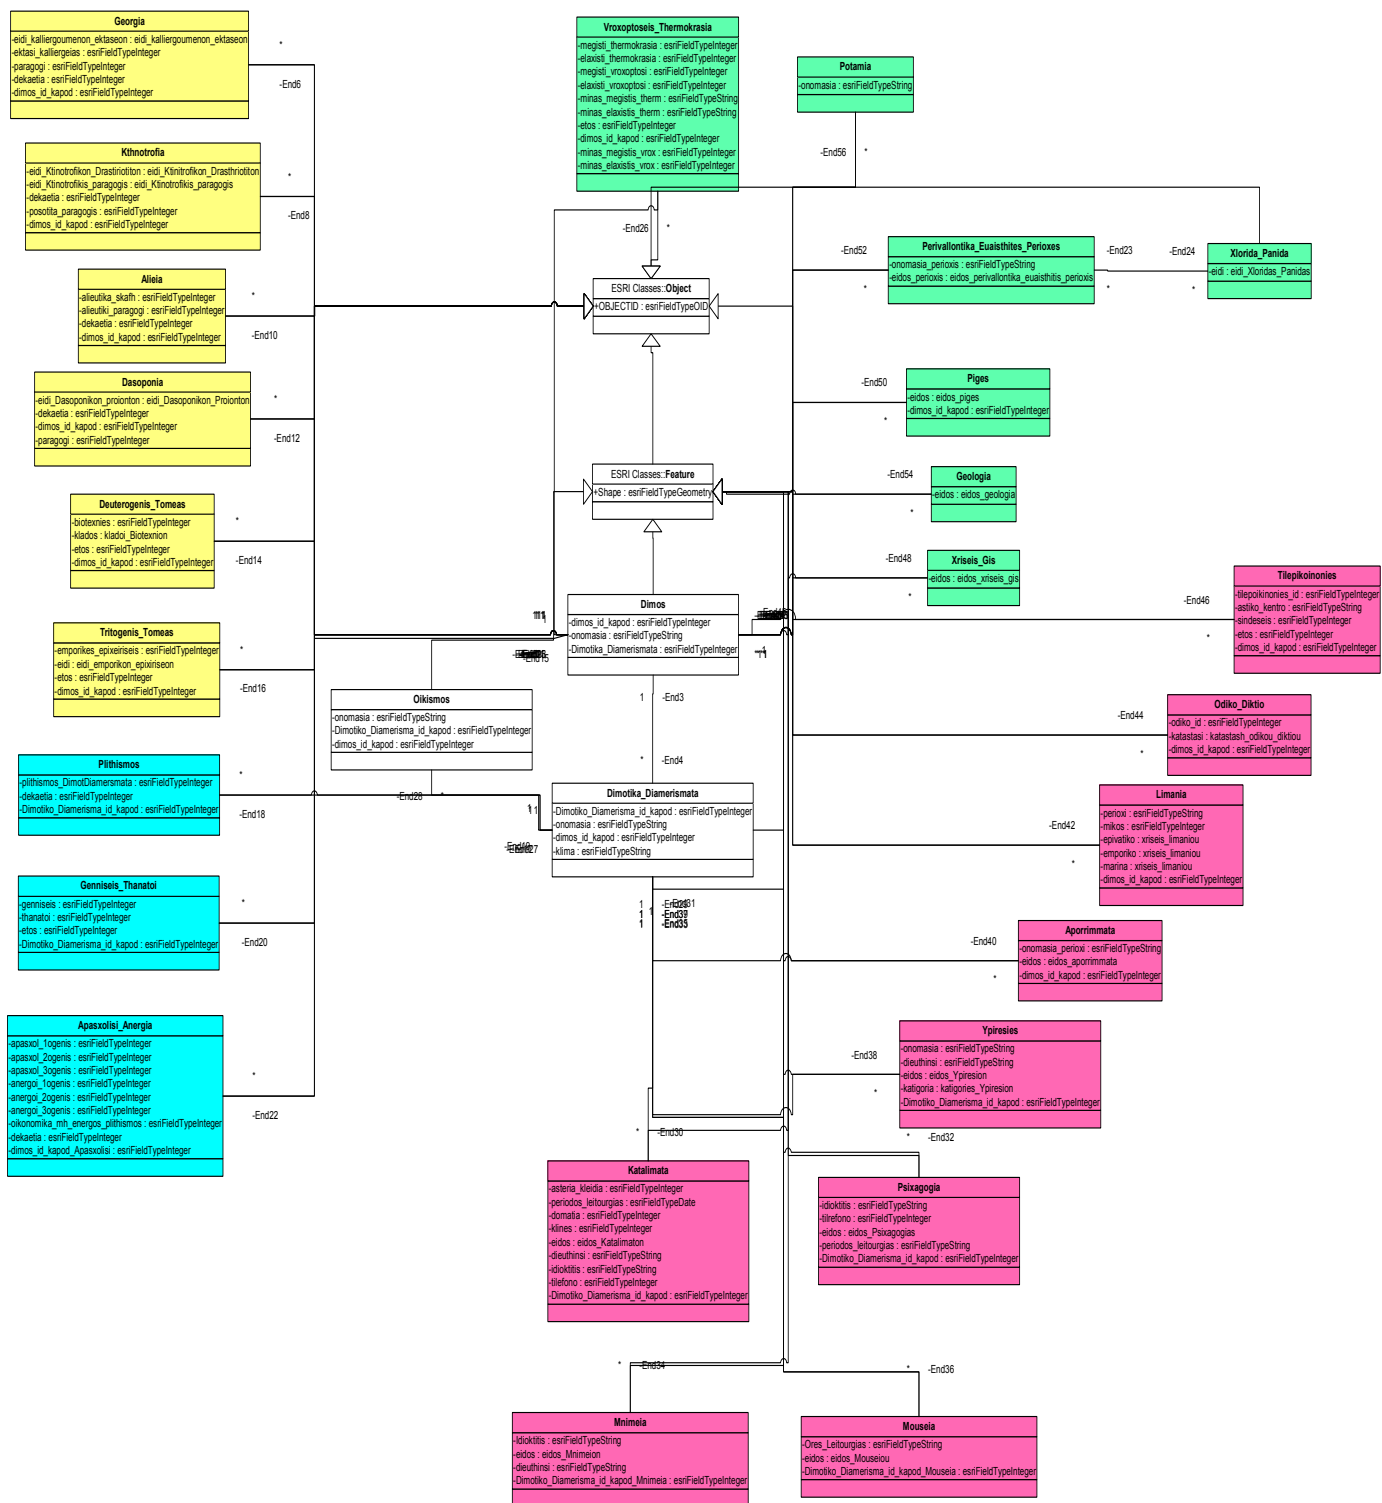 Georgia
-eidi_kalliergoumenon_ektaseon : eidi_kalliergoumenon_ektaseon
-ektasi_kalliergeias : esriFieldTypeInteger
-paragogi : esriFieldTypeInteger
-dekaetia : esriFieldTypeInteger
-dimos_id_kapod : esriFieldTypeInteger
*
-End6
Kthnotrofia
-eidi_Ktinotrofikon_Drastiriotiton : eidi_Ktinitrofikon_Drasthriotiton
-eidi_Ktinotrofikis_paragogis : eidi_Ktinotrofikis_paragogis
-dekaetia : esriFieldTypeInteger
-posotita_paragogis : esriFieldTypeInteger
-dimos_id_kapod : esriFieldTypeInteger
*
-End8
Alieia
-alieutika_skafh : esriFieldTypeInteger
-alieutiki_paragogi : esriFieldTypeInteger
-dekaetia : esriFieldTypeInteger
-dimos_id_kapod : esriFieldTypeInteger
*
-End10
Dasoponia
-eidi_Dasoponikon_proionton : eidi_Dasoponikon_Proionton
-dekaetia : esriFieldTypeInteger
-dimos_id_kapod : esriFieldTypeInteger
-paragogi : esriFieldTypeInteger
*
-End12
Deuterogenis_Tomeas
-biotexnies : esriFieldTypeInteger
-klados : kladoi_Biotexnion
-etos : esriFieldTypeInteger
-dimos_id_kapod : esriFieldTypeInteger
*
-End14
Tritogenis_Tomeas
-emporikes_epixeiriseis : esriFieldTypeInteger
-eidi : eidi_emporikon_epixiriseon
-etos : esriFieldTypeInteger
-dimos_id_kapod : esriFieldTypeInteger
*
-End16
Plithismos
-plithismos_DimotDiamersmata : esriFieldTypeInteger
-dekaetia : esriFieldTypeInteger
-Dimotiko_Diamerisma_id_kapod : esriFieldTypeInteger
*
-End18
Genniseis_Thanatoi
-genniseis : esriFieldTypeInteger
-thanatoi : esriFieldTypeInteger
-etos : esriFieldTypeInteger
-Dimotiko_Diamerisma_id_kapod : esriFieldTypeInteger
*
-End20
Apasxolisi_Anergia
-apasxol_1ogenis : esriFieldTypeInteger
-apasxol_2ogenis : esriFieldTypeInteger
-apasxol_3ogenis : esriFieldTypeInteger
-anergoi_1ogenis : esriFieldTypeInteger
-anergoi_2ogenis : esriFieldTypeInteger
-anergoi_3ogenis : esriFieldTypeInteger
-oikonomika_mh_energos_plithismos : esriFieldTypeInteger
-dekaetia : esriFieldTypeInteger
-dimos_id_kapod_Apasxolisi : esriFieldTypeInteger
*
-End22
Vroxoptoseis_Thermokrasia
-megisti_thermokrasia : esriFieldTypeInteger
-elaxisti_thermokrasia : esriFieldTypeInteger
-megisti_vroxoptosi : esriFieldTypeInteger
-elaxisti_vroxoptosi : esriFieldTypeInteger
-minas_megistis_therm : esriFieldTypeString
-minas_elaxistis_therm : esriFieldTypeString
-etos : esriFieldTypeInteger
-dimos_id_kapod : esriFieldTypeInteger
-minas_megistis_vrox : esriFieldTypeInteger
-minas_elaxistis_vrox : esriFieldTypeInteger
-End26
*
ESRI Classes::Object
+OBJECTID : esriFieldTypeOID
ESRI Classes::Feature
+Shape : esriFieldTypeGeometry
Dimos
-dimos_id_kapod : esriFieldTypeInteger
-onomasia : esriFieldTypeString
-Dimotika_Diamerismata : esriFieldTypeInteger
-End15
1
-End3
*
-End4
Oikismos
-onomasia : esriFieldTypeString
-Dimotiko_Diamerisma_id_kapod : esriFieldTypeInteger
-dimos_id_kapod : esriFieldTypeInteger
-End28
*
Dimotika_Diamerismata
-Dimotiko_Diamerisma_id_kapod : esriFieldTypeInteger
-onomasia : esriFieldTypeString
-dimos_id_kapod : esriFieldTypeInteger
-klima : esriFieldTypeString
1
-End31
Potamia
-onomasia : esriFieldTypeString
-End56
*
Perivallontika_Euaisthites_Perioxes
-onomasia_perioxis : esriFieldTypeString
-eidos_perioxis : eidos_perivallontika_euaisthitis_perioxis
-End52
*
-End23
*
-End24
*
Xlorida_Panida
-eidi : eidi_Xloridas_Panidas
Piges
-eidos : eidos_piges
-dimos_id_kapod : esriFieldTypeInteger
-End50
*
Geologia
-eidos : eidos_geologia
-End54
*
Xriseis_Gis
-eidos : eidos_xriseis_gis
-End48
*
Tilepikoinonies
-tilepoikinonies_id : esriFieldTypeInteger
-astiko_kentro : esriFieldTypeString
-sindeseis : esriFieldTypeInteger
-etos : esriFieldTypeInteger
-dimos_id_kapod : esriFieldTypeInteger
-End46
*
Odiko_Diktio
-odiko_id : esriFieldTypeInteger
-katastasi : katastash_odikou_diktiou
-dimos_id_kapod : esriFieldTypeInteger
-End44
*
Limania
-perioxi : esriFieldTypeString
-mikos : esriFieldTypeInteger
-epivatiko : xriseis_limaniou
-emporiko : xriseis_limaniou
-marina : xriseis_limaniou
-dimos_id_kapod : esriFieldTypeInteger
-End42
*
Aporrimmata
-onomasia_perioxi : esriFieldTypeString
-eidos : eidos_aporrimmata
-dimos_id_kapod : esriFieldTypeInteger
-End40
*
Ypiresies
-onomasia : esriFieldTypeString
-dieuthinsi : esriFieldTypeString
-eidos : eidos_Ypiresion
-katigoria : katigories_Ypiresion
-Dimotiko_Diamerisma_id_kapod : esriFieldTypeInteger
-End38
*
Katalimata
-asteria_kleidia : esriFieldTypeInteger
-periodos_leitourgias : esriFieldTypeDate
-domatia : esriFieldTypeInteger
-klines : esriFieldTypeInteger
-eidos : eidos_Katalimaton
-dieuthinsi : esriFieldTypeString
-idioktitis : esriFieldTypeString
-tilefono : esriFieldTypeInteger
-Dimotiko_Diamerisma_id_kapod : esriFieldTypeInteger
*
-End30
Psixagogia
-idioktitis : esriFieldTypeString
-tilrefono : esriFieldTypeInteger
-eidos : eidos_Psixagogias
-periodos_leitourgias : esriFieldTypeString
-Dimotiko_Diamerisma_id_kapod : esriFieldTypeInteger
*
-End32
Mnimeia
-Idioktitis : esriFieldTypeString
-eidos : eidos_Mnimeion
-dieuthinsi : esriFieldTypeString
-Dimotiko_Diamerisma_id_kapod_Mnimeia : esriFieldTypeInteger
*
-End34
Mouseia
-Ores_Leitourgias : esriFieldTypeString
-eidos : eidos_Mouseiou
-Dimotiko_Diamerisma_id_kapod_Mouseia : esriFieldTypeInteger
*
-End36